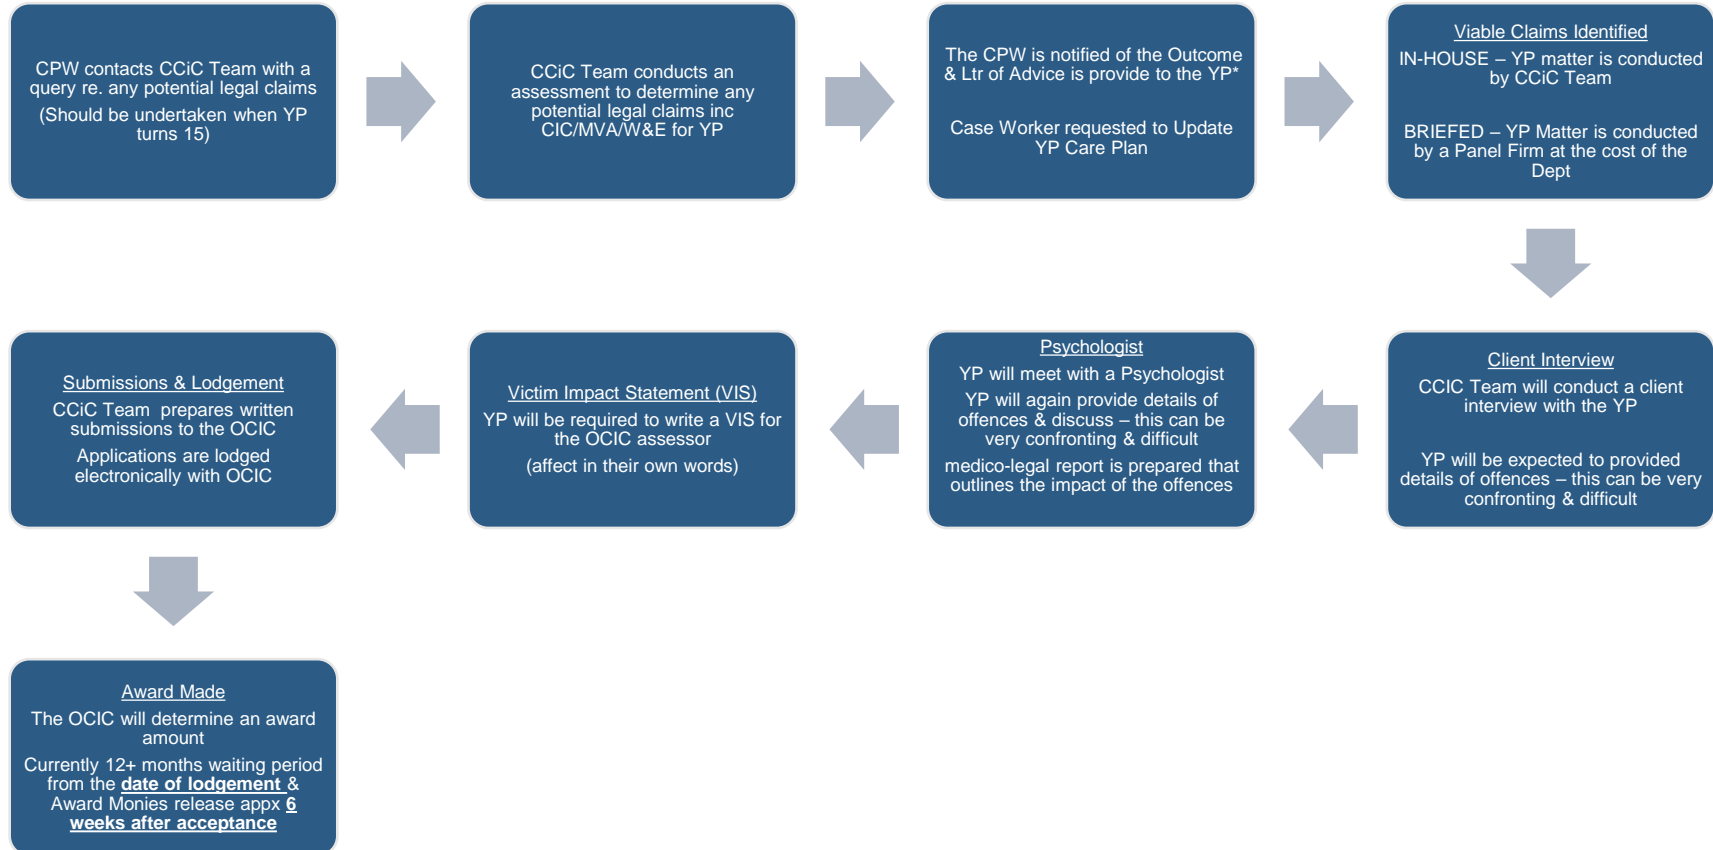 CPW contacts CCiC Team with a
query re. any potential legal claims
(Should be undertaken when YP
turns 15)
CCiC Team conducts an
assessment to determine any
potential legal claims inc
CIC/MVA/W&E for YP
The CPW is notified of the Outcome
& Ltr of Advice is provide to the YP*
Case Worker requested to Update
YP Care Plan
Viable Claims Identified
IN-HOUSE – YP matter is conducted
by CCiC Team
BRIEFED – YP Matter is conducted
by a Panel Firm at the cost of the
Dept
Client Interview
CCIC Team will conduct a client
interview with the YP
YP will be expected to provided
details of offences – this can be very
confronting & difficult
Psychologist
YP will meet with a Psychologist
YP will again provide details of
offences & discuss – this can be
very confronting & difficult
medico-legal report is prepared that
outlines the impact of the offences
Victim Impact Statement (VIS)
YP will be required to write a VIS for
the OCIC assessor
(affect in their own words)
Submissions & Lodgement
CCiC Team prepares written
submissions to the OCIC
Applications are lodged
electronically with OCIC
Award Made
The OCIC will determine an award
amount
Currently 12+ months waiting period
from the date of lodgement &
Award Monies release appx 6
weeks after acceptance